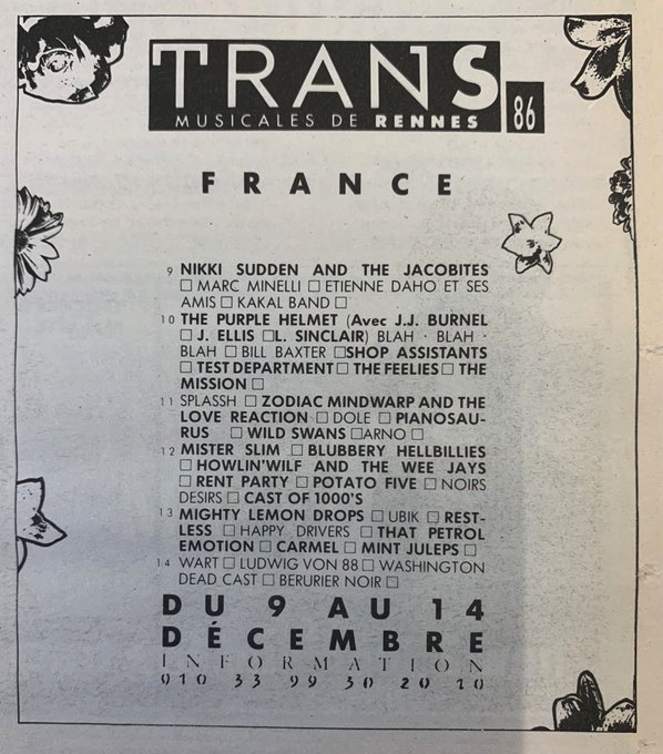 TRANS
MUSICALES DE RENNES 86
FRANCE
9 NIKKI SUDDEN AND THE JACOBITES
□ MARC MINELLI □ ETIENNE DAHO ET SES
AMIS □ KAKAL BAND □
10 THE PURPLE HELMET (Avec J.J. BURNEL
□ J. ELLIS □L. SINCLAIR) BLAH · BLAH ·
BLAH □ BILL BAXTER □SHOP ASSISTANTS
□ TEST DEPARTMENT□ THE FEELIES□ THE
MISSION □
11 SPLASSH □ ZODIAC MINDWARP AND THE
LOVE REACTION □ DOLE □ PIANOSAU-
RUS □ WILD SWANS □ARNO □
12 MISTER SLIM □ BLUBBERY HELLBILLIES
□ HOWLIN'WILF AND THE WEE JAYS
□ RENT PARTY □ POTATO FIVE □ NOIRS
DESIRS □ CAST OF 1000'S
13 MIGHTY LEMON DROPS □ UBIK □ REST-
LESS □ HAPPY DRIVERS □ THAT PETROL
EMOTION □ CARMEL □ MINT JULEPS □
14 WART □ LUDWIG VON 88 □ WASHINGTON
DEAD CAST □ BERURIER NOIR □
DU 9 AU 14
DÉCEMBRE
INFORMATION
010 33 99 30 20 10